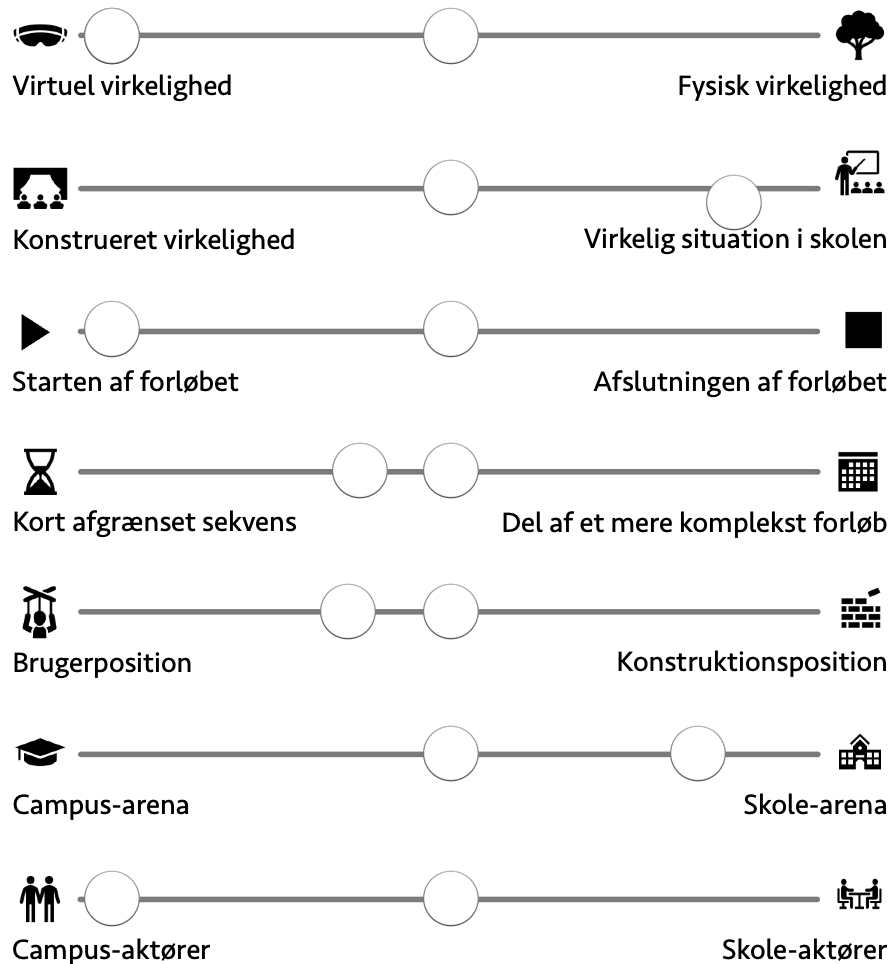 Virtuel virkelighed
Fysisk virkelighed
Konstrueret virkelighed
Virkelig situation i skolen
Starten af forløbet
Afslutningen af forløbet
Kort afgrænset sekvens
Del af et mere komplekst forløb
Brugerposition
Konstruktionsposition
Campus-arena
Skole-arena
Campus-aktører
Skole-aktører